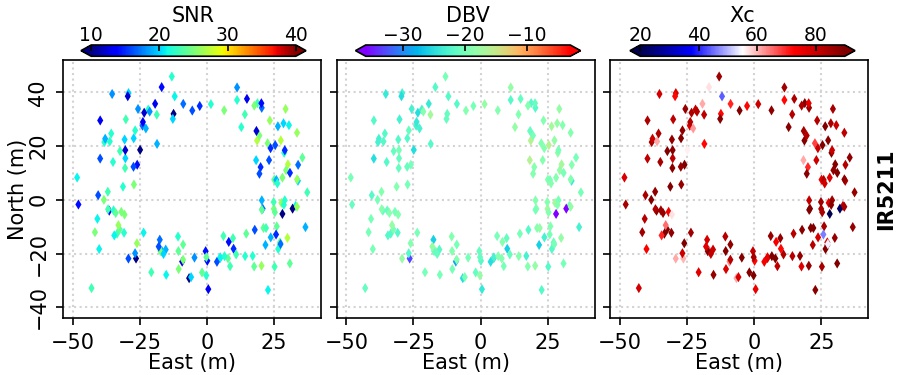 SNR DBV Xc
10 20 30 40 −30 −20 −10 20 40 60 80
40
20
0
−20
−40
North (m)
−50 −25 0 25 −50 −25 0 25 −50 −25 0 25
East (m) East (m) East (m)
IR5211